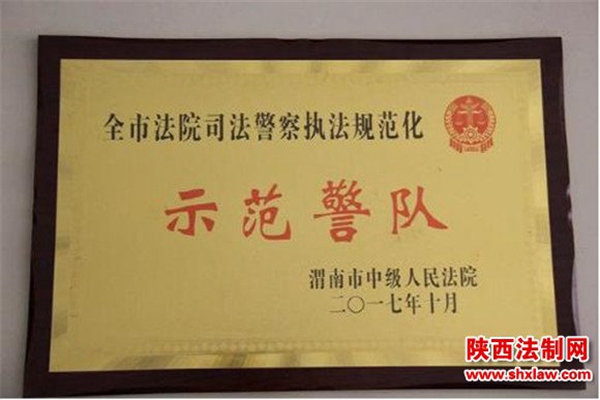 全市法院司法警察执法规范化
示范警队
渭南市中级人民法院
二〇一七年十月
陕西法制网
www.shxlaw.com